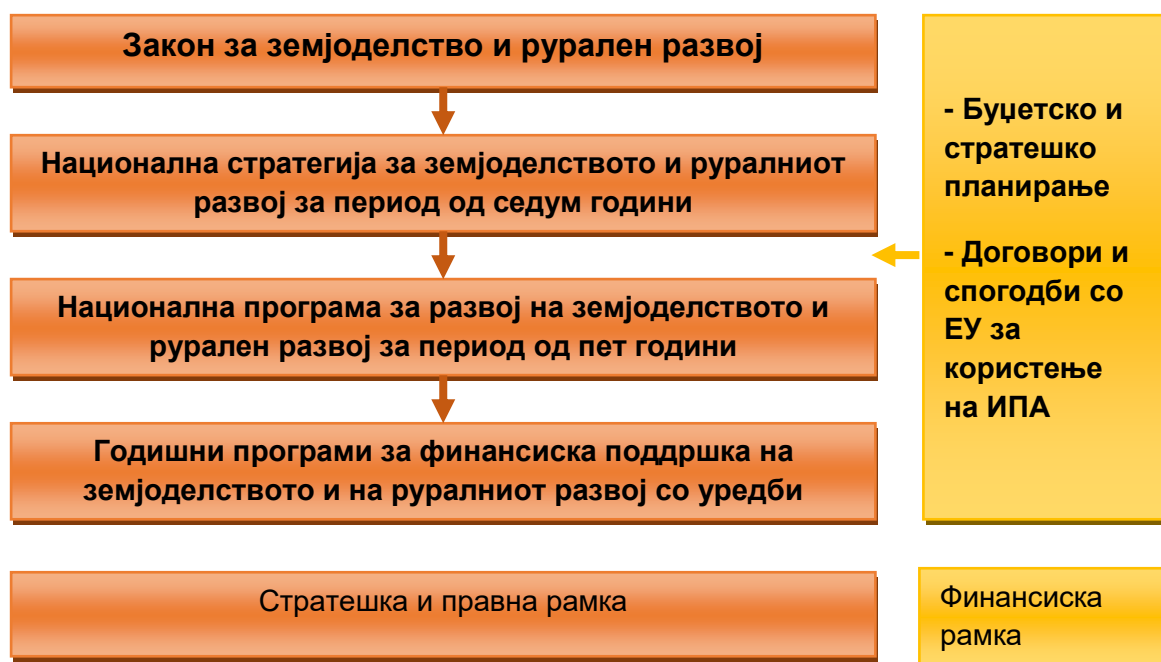 Закон за земјоделство и рурален развој
Национална стратегија за земјоделството и руралниот
развој за период од седум години
Национална програма за развој на земјоделството и
рурален развој за период од пет години
Годишни програми за финансиска поддршка на
земјоделството и на руралниот развој со уредби
- Буџетско и
стратешко
планирање
- Договори и
спогодби со
ЕУ за
користење
на ИПА
Стратешка и правна рамка
Финансиска
рамка